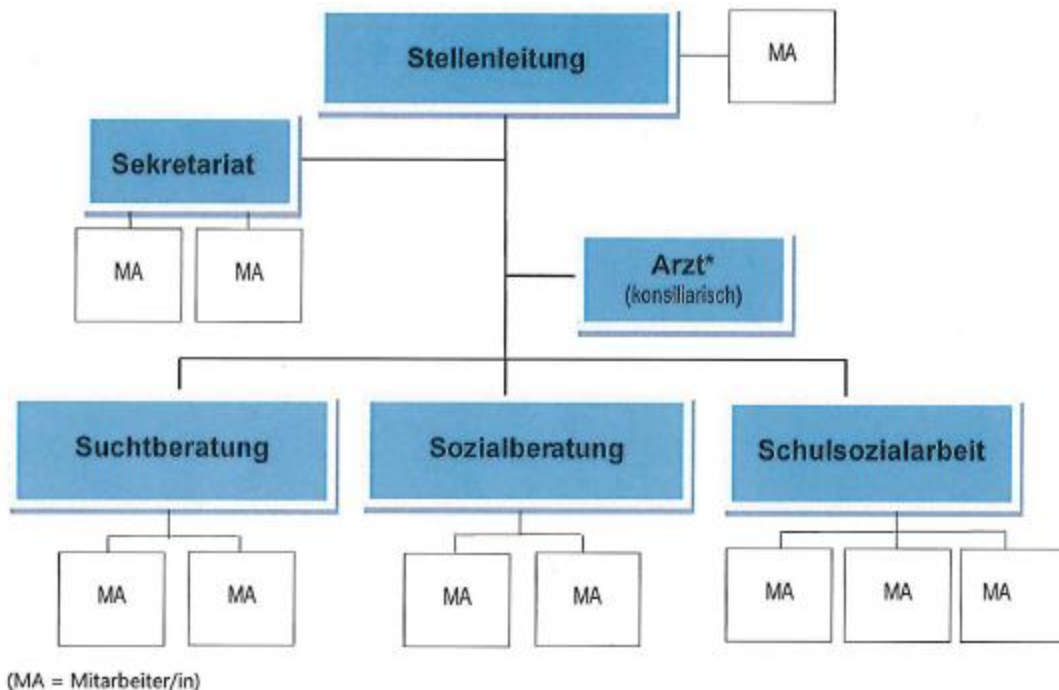 Stellenleitung
MA
Sekretariat
MA
MA
Arzt*
(konsiliarisch)
Suchtberatung
Sozialberatung
Schulsozialarbeit
MA
MA
MA
MA
MA
MA
MA
(MA = Mitarbeiter/in)